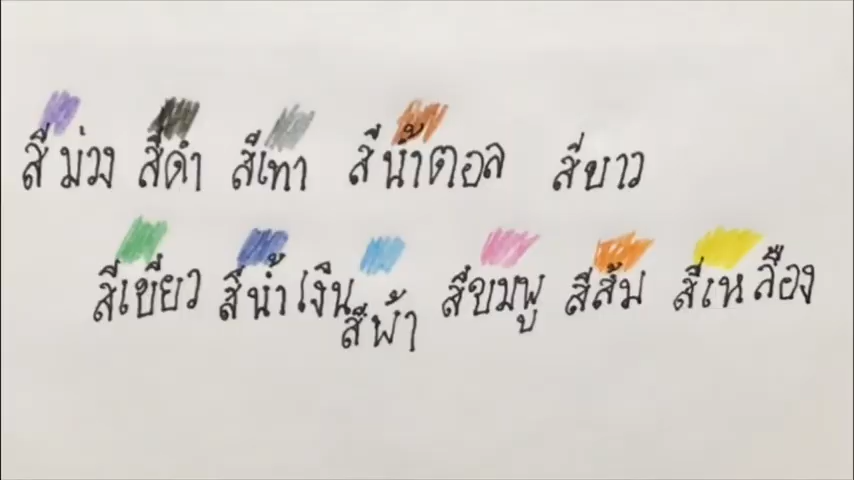 สีม่วง สีดำ สีเทา สีน้ำตอล สีขาว
สีเขียว สีน้ำเงิน สีฟ้า สีชมพู สีส้ม สีเหลือง